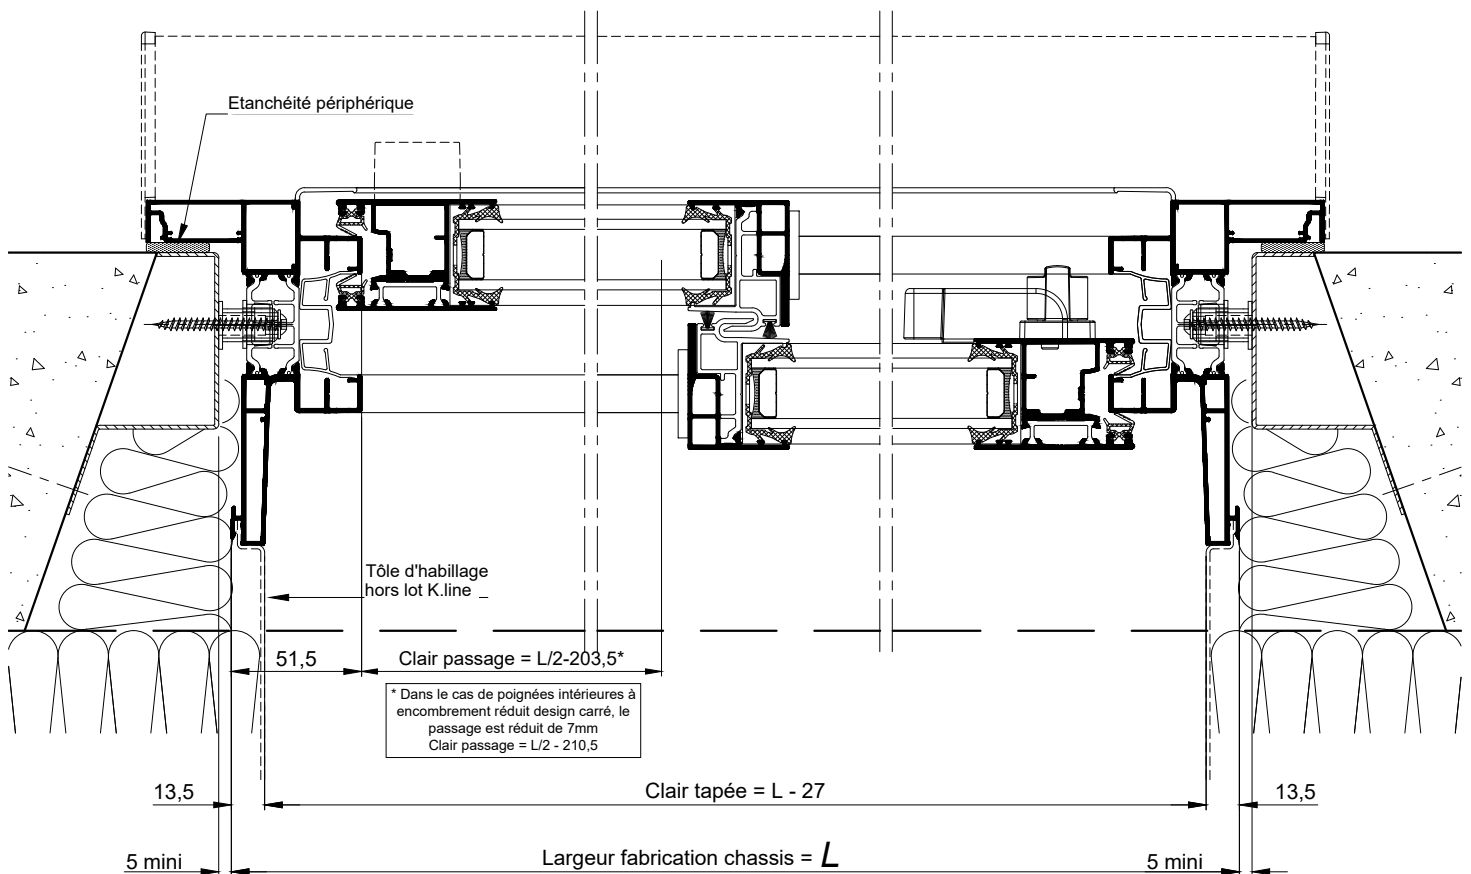 Etanchéité périphérique
Tôle d'habillage
hors lot K.line
51,5
Clair passage = L/2-203,5*
* Dans le cas de poignées intérieures à
encombrement réduit design carré, le
passage est réduit de 7mm
Clair passage = L/2 - 210,5
13,5
Clair tapée = L - 27
13,5
5 mini
Largeur fabrication chassis = L
5 mini